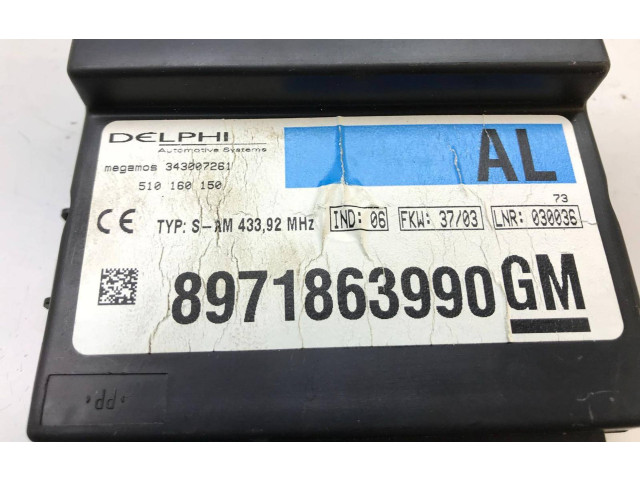 DELPHI
Automotive Systems
AL
megamos 343007261
510 160 150
73
TYP: S-AM 433,92 MHz
IND: 06
FKW: 37/03
LNR: 030036
8971863990 GM
-PP-